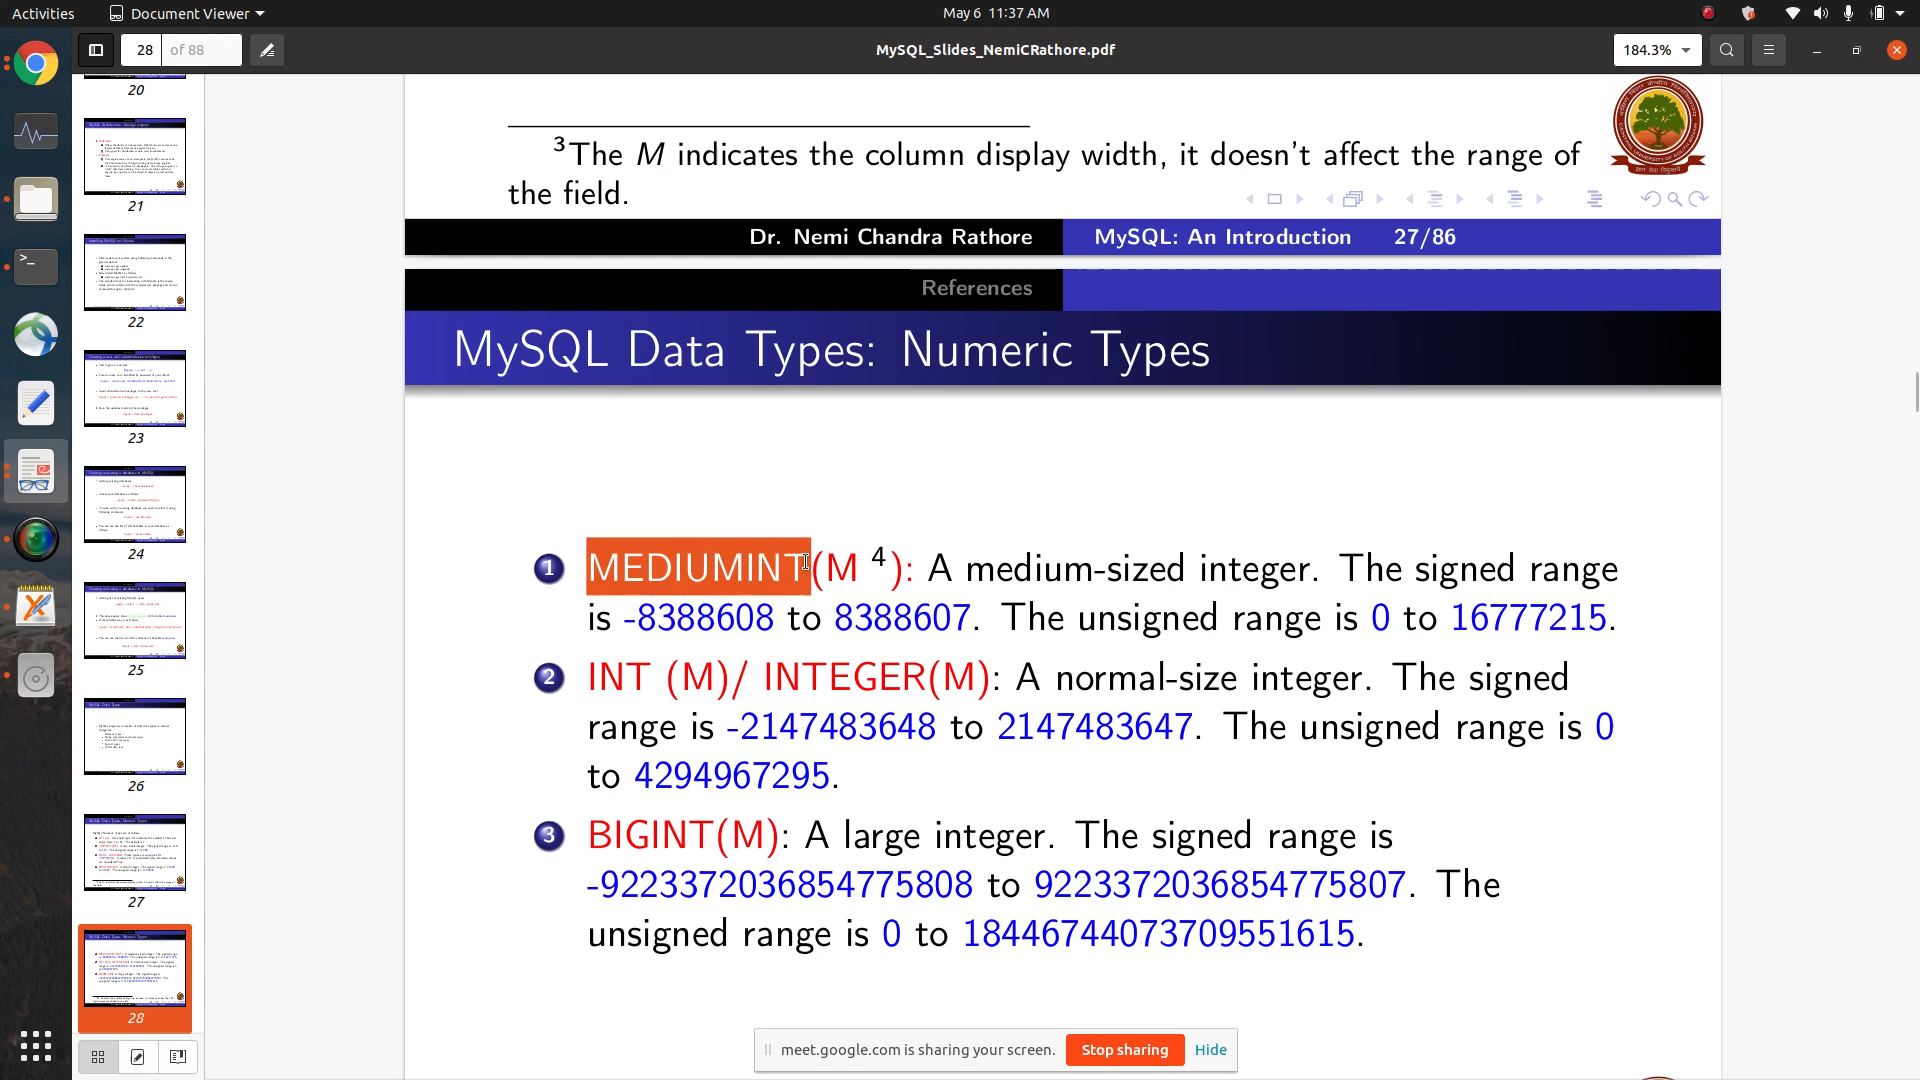 Activities
Document Viewer
May 6 11:37 AM
28 of 88
MySQL_Slides_NemiCRathore.pdf
184.3%
20
21
22
23
24
25
26
27
28
3The M indicates the column display width, it doesn't affect the range of
the field.
Dr. Nemi Chandra Rathore MySQL: An Introduction 27/86
References
MySQL Data Types: Numeric Types
1 MEDIUMINT(M 4): A medium-sized integer. The signed range
is -8388608 to 8388607. The unsigned range is 0 to 16777215.
2 INT (M)/ INTEGER(M): A normal-size integer. The signed
range is -2147483648 to 2147483647. The unsigned range is 0
to 4294967295.
3 BIGINT(M): A large integer. The signed range is
-9223372036854775808 to 9223372036854775807. The
unsigned range is 0 to 18446744073709551615.
meet.google.com is sharing your screen. Stop sharing Hide